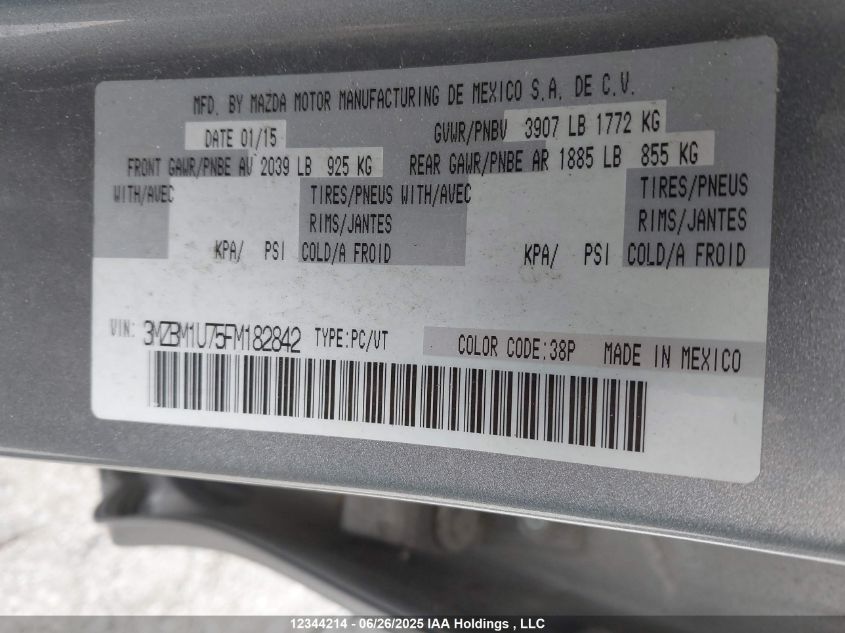 MFD. BY MAZDA MOTOR MANUFACTURING DE MEXICO S.A. DE C.V.
DATE 01/15 GVWR/PNBV 3907 LB 1772 KG
FRONT GAWR/PNBE AV 2039 LB 925 KG REAR GAWR/PNBE AR 1885 LB 855 KG
WITH/AVEC TIRES/PNEUS WITH/AVEC TIRES/PNEUS
RIMS/JANTES RIMS/JANTES
KPA/ PSI COLD/A FROID KPA/ PSI COLD/A FROID
VIN: 3MZBM1U75FM182842 TYPE:PC/VT COLOR CODE:38P MADE IN MEXICO
12344214 - 06/26/2025 IAA Holdings , LLC